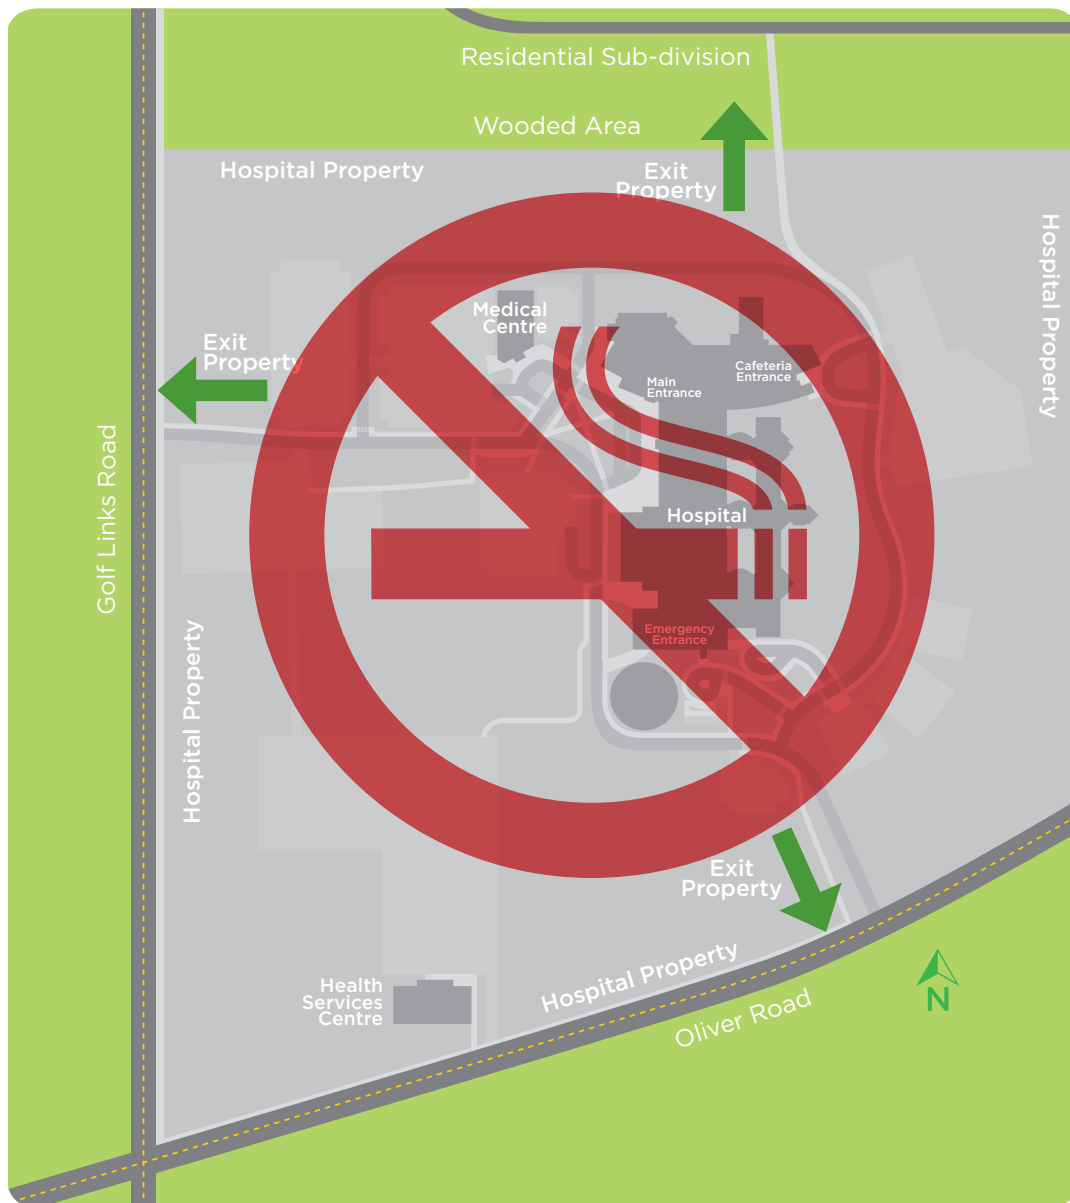 Residential Sub-division
Wooded Area
Hospital Property
Exit
Property
Hospital Property
Medical
Centre
Exit
Property
Cafeteria
Entrance
Main
Entrance
Golf Links Road
Hospital
Hospital Property
Emergency
Entrance
Exit
Property
Hospital Property
Health
Services
Centre
Oliver Road
N